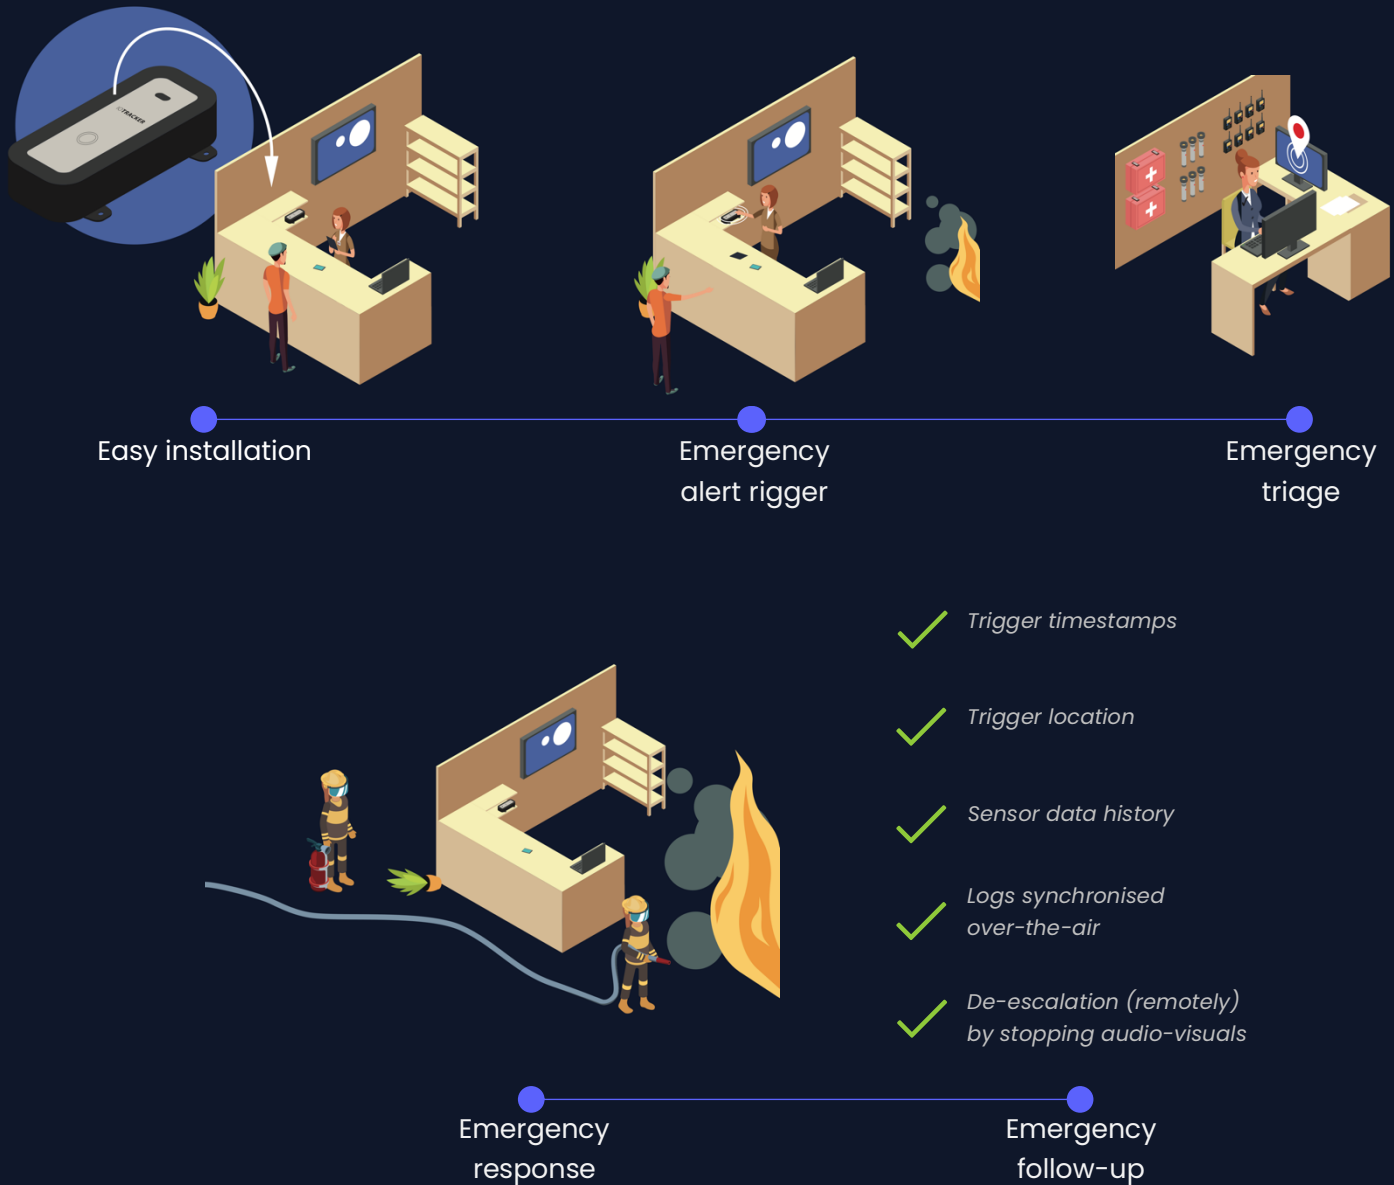 TRACKER
Easy installation
Emergency
alert rigger
Emergency
triage
Trigger timestamps
Trigger location
Sensor data history
Logs synchronised
over-the-air
De-escalation (remotely)
by stopping audio-visuals
Emergency
response
Emergency
follow-up